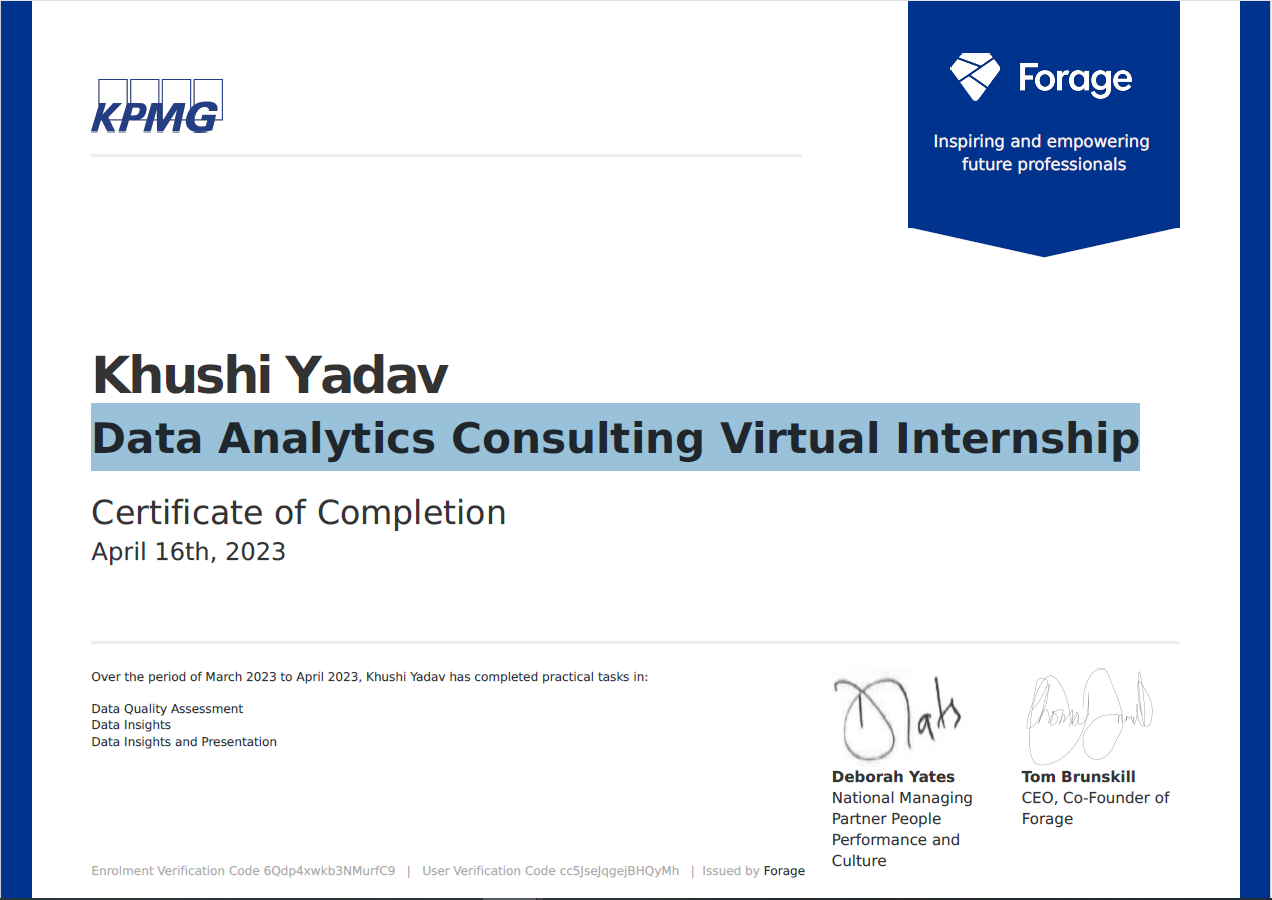 KPMG
Forage
Inspiring and empowering
future professionals
Khushi Yadav
Data Analytics Consulting Virtual Internship
Certificate of Completion
April 16th, 2023
Over the period of March 2023 to April 2023, Khushi Yadav has completed practical tasks in:
Data Quality Assessment
Data Insights
Data Insights and Presentation
Deborah Yates
National Managing
Partner People
Performance and
Culture
Tom Brunskill
CEO, Co-Founder of
Forage
Enrolment Verification Code 6Qdp4xwkb3NMurfC9 | User Verification Code cc5JseJqgejBHQyMh | Issued by Forage